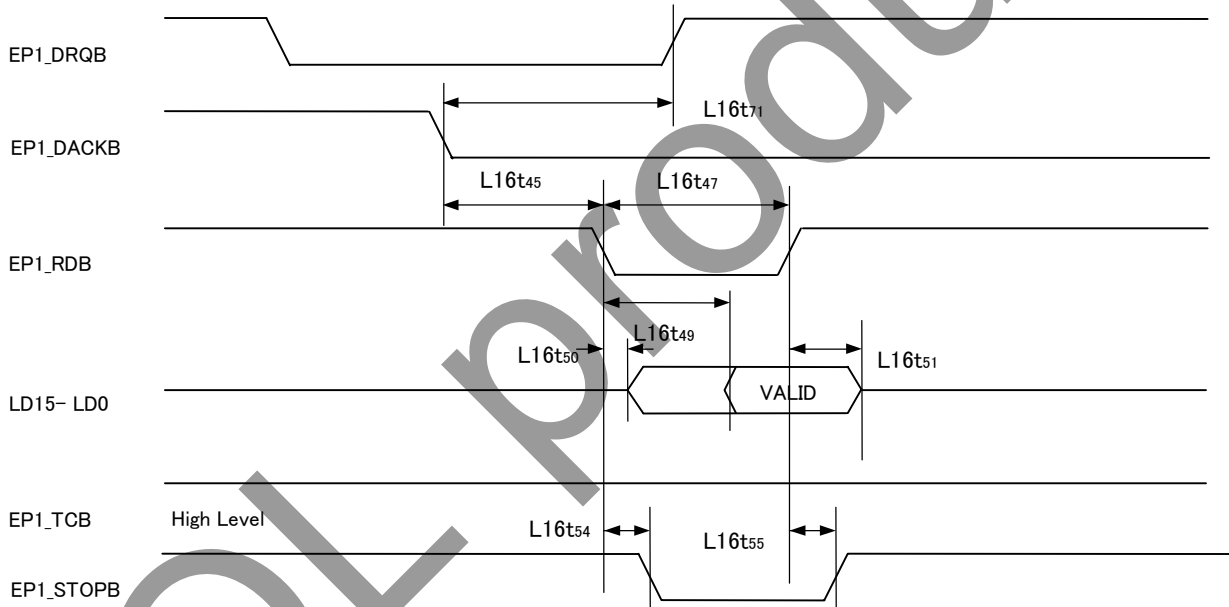 EP1_DRQB
L16t71
EP1_DACKB
L16t45
L16t47
EP1_RDB
L16t49
L16t50
L16t51
LD15- LD0
VALID
EP1_TCB
High Level
L16t54
L16t55
EP1_STOPB